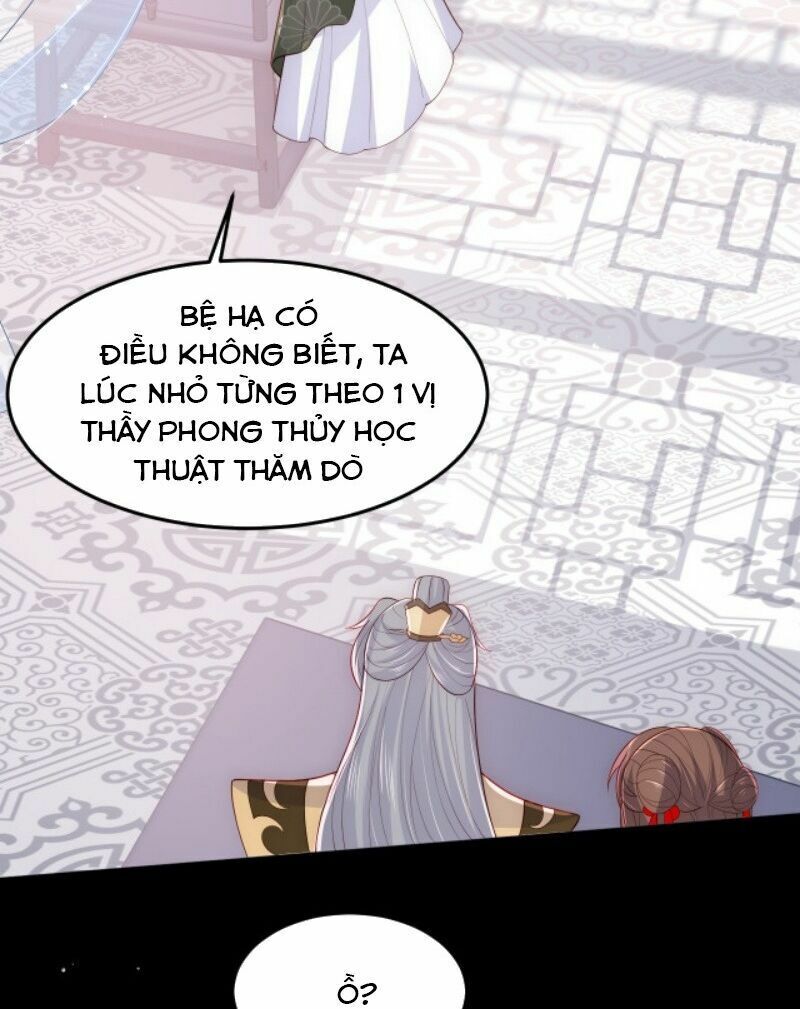 BỆ HẠ CÓ
ĐIỀU KHÔNG BIẾT, TA
LÚC NHỎ TỪNG THEO 1 VỊ
THẦY PHONG THỦY HỌC
THUẬT THĂM DÒ
Ồ?